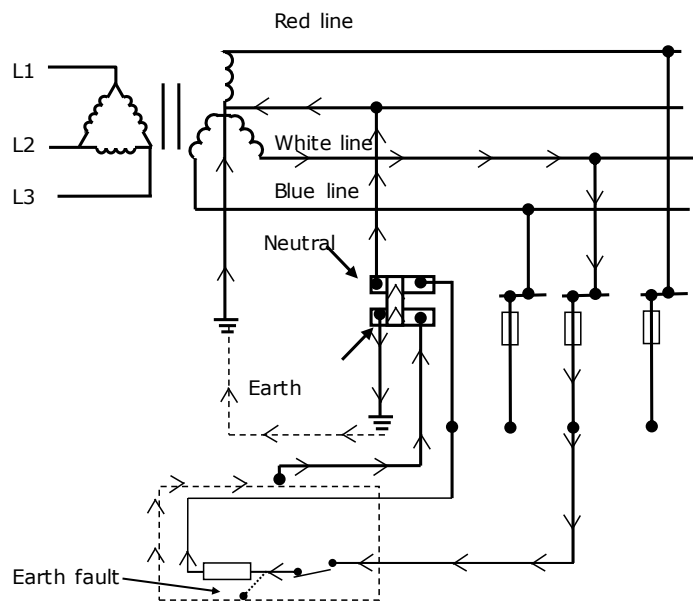 Red line
L1
White line
L2
Blue line
L3
Neutral
Earth
Earth fault